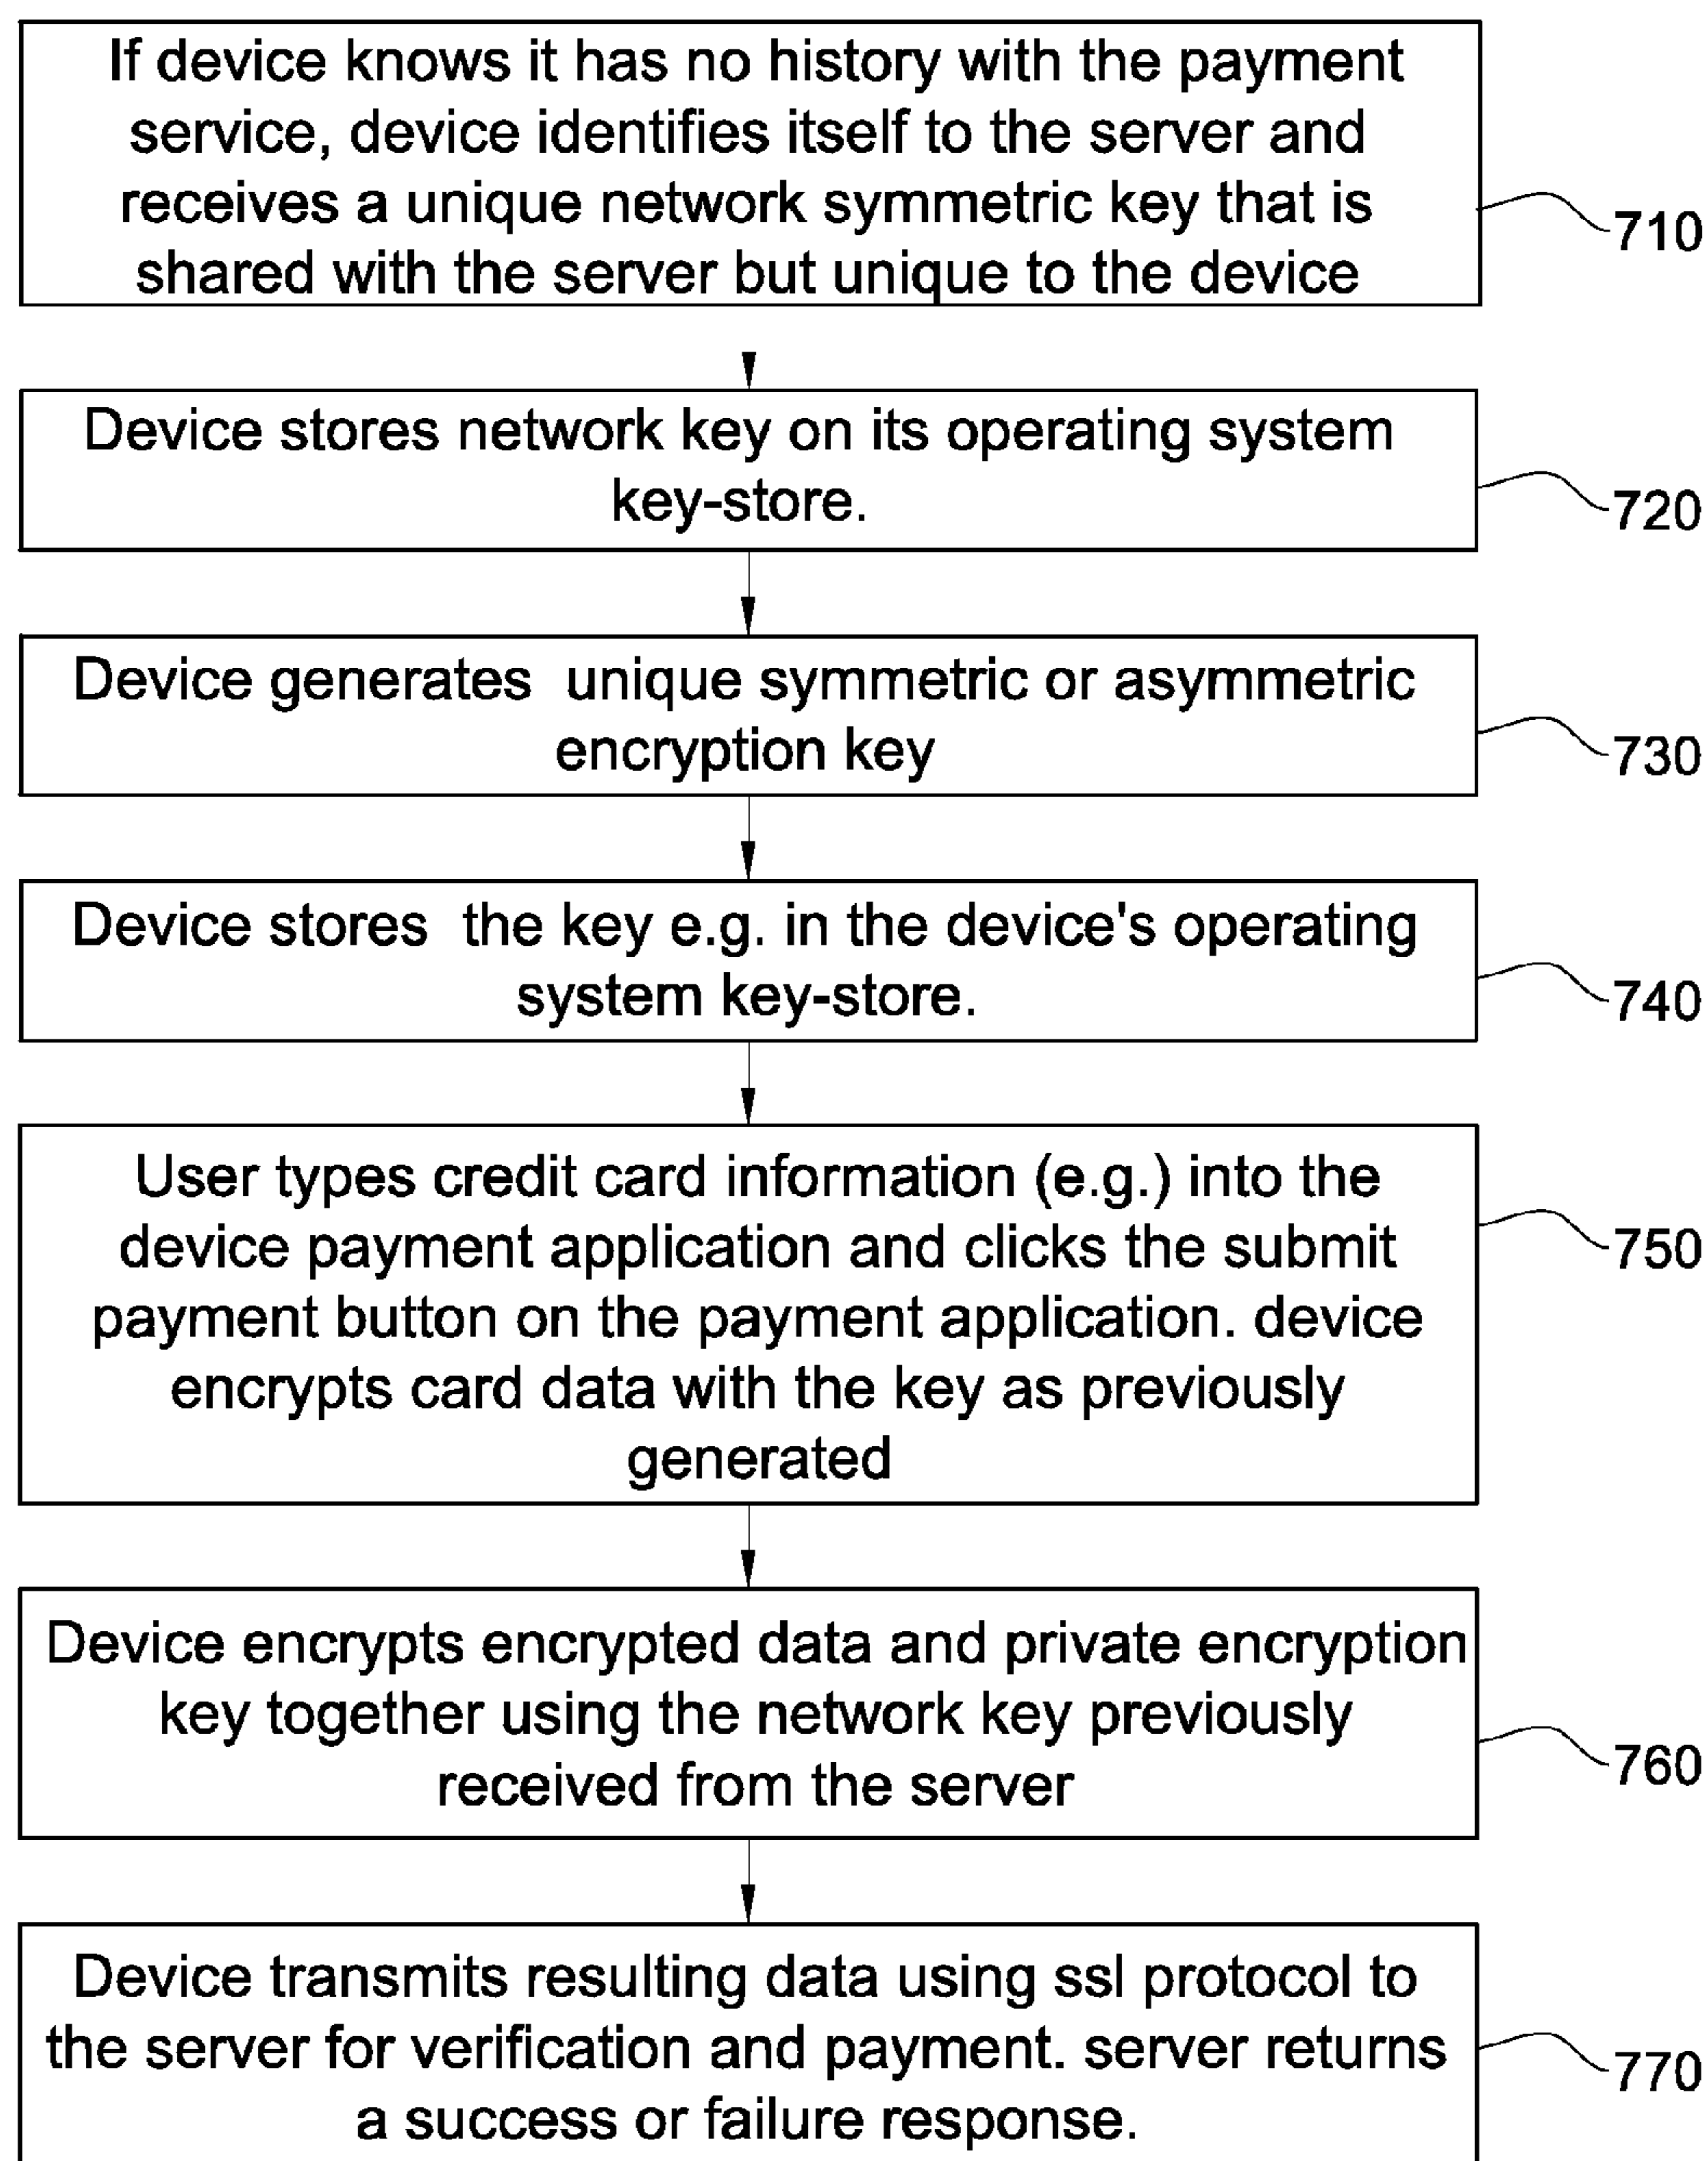 If device knows it has no history with the payment
service, device identifies itself to the server and
receives a unique network symmetric key that is
shared with the server but unique to the device
710
Device stores network key on its operating system
key-store.
720
Device generates unique symmetric or asymmetric
encryption key
730
Device stores the key e.g. in the device's operating
system key-store.
740
User types credit card information (e.g.) into the
device payment application and clicks the submit
payment button on the payment application. device
encrypts card data with the key as previously
generated
750
Device encrypts encrypted data and private encryption
key together using the network key previously
received from the server
760
Device transmits resulting data using ssl protocol to
the server for verification and payment. server returns
a success or failure response.
770